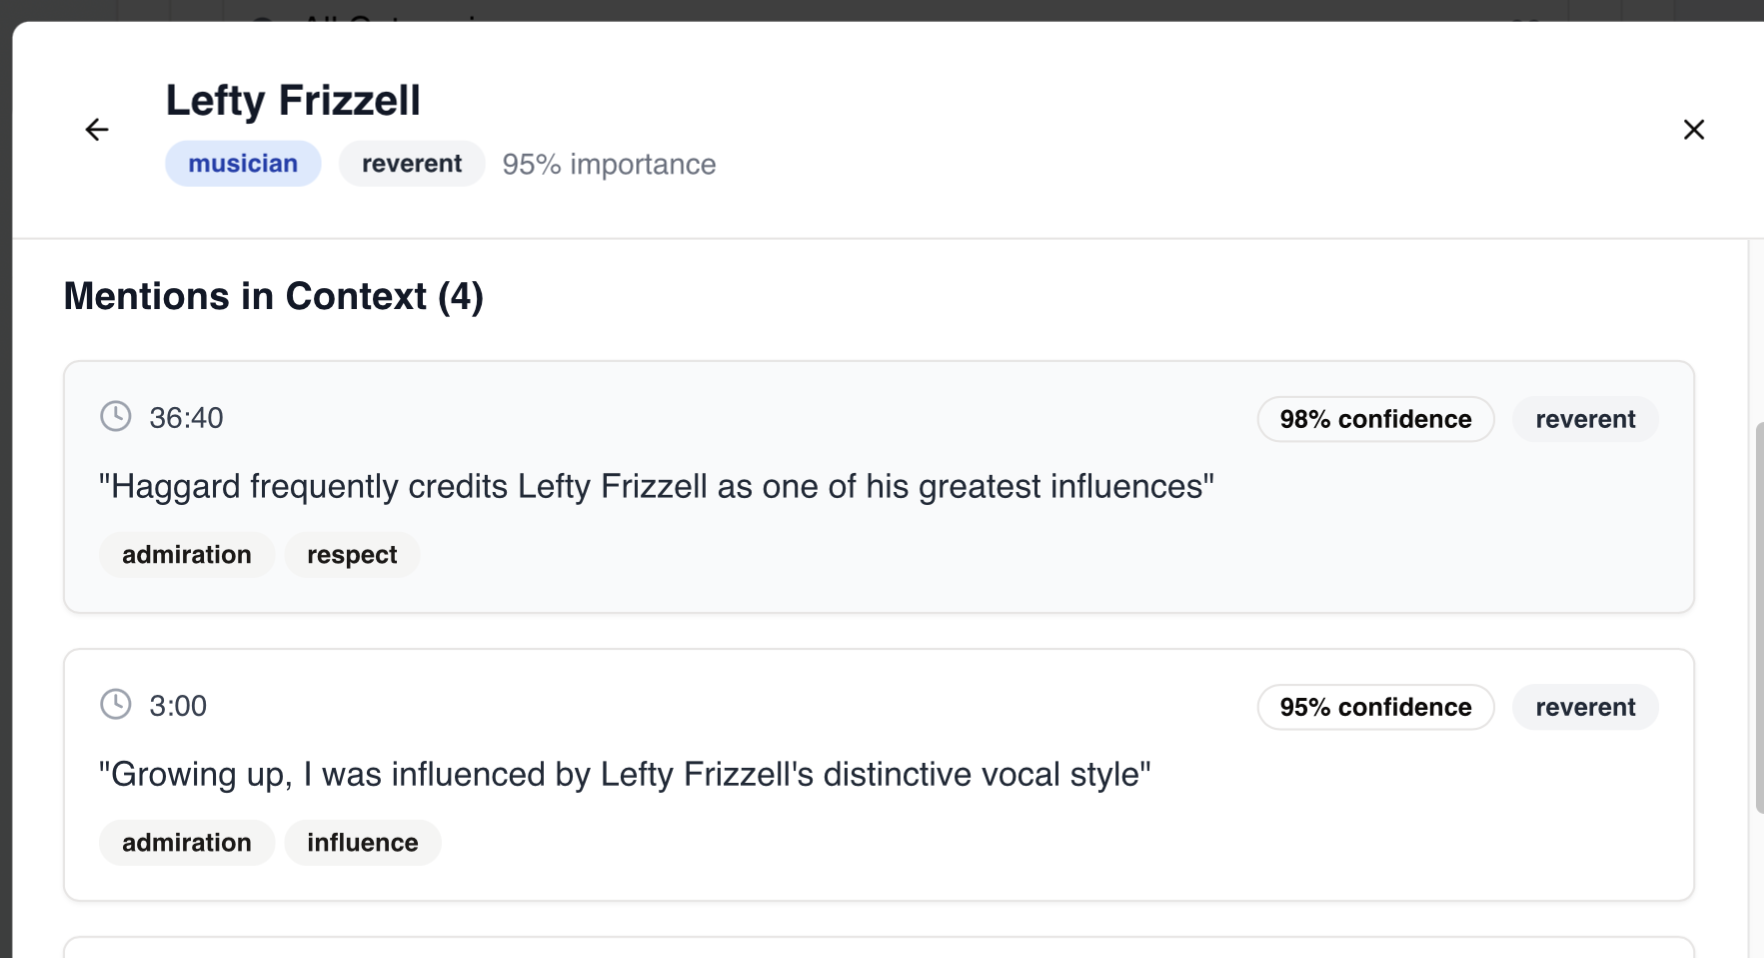 Lefty Frizzell
musician reverent 95% importance
Mentions in Context (4)
36:40 98% confidence reverent
"Haggard frequently credits Lefty Frizzell as one of his greatest influences"
admiration respect
3:00 95% confidence reverent
"Growing up, I was influenced by Lefty Frizzell's distinctive vocal style"
admiration influence